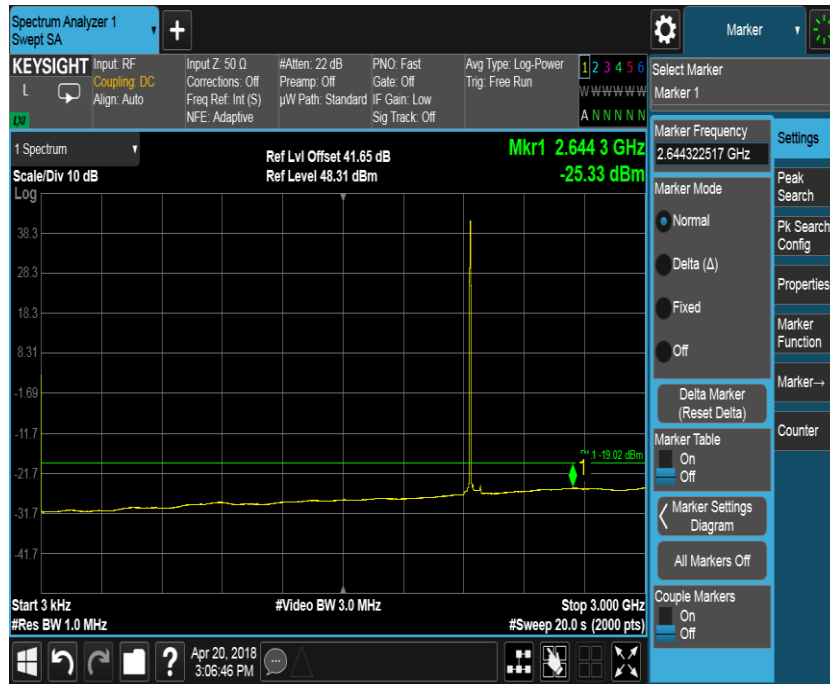 Spectrum Analyzer 1
Swept SA
+
Marker
KEYSIGHT
L
LXI
Input: RF
Coupling: DC
Align: Auto
Input Z: 50 Ω
Corrections: Off
Freq Ref: Int (S)
NFE: Adaptive
#Atten: 22 dB
Preamp: Off
µW Path: Standard
PNO: Fast
Gate: Off
IF Gain: Low
Sig Track: Off
Avg Type: Log-Power
Trig: Free Run
1 2 3 4 5 6
W W W W W W
A N N N N N
Select Marker
Marker 1
1 Spectrum
Scale/Div 10 dB
Log
Ref Lvl Offset 41.65 dB
Ref Level 48.31 dBm
Mkr1 2.644 3 GHz
-25.33 dBm
38.3
28.3
18.3
8.31
-1.69
-11.7
-21.7
-31.7
-41.7
1 -19.02 dBm
1
Start 3 kHz
#Res BW 1.0 MHz
#Video BW 3.0 MHz
Stop 3.000 GHz
#Sweep 20.0 s (2000 pts)
Marker Frequency
2.644322517 GHz
Marker Mode
Normal
Delta (Δ)
Fixed
Off
Delta Marker
(Reset Delta)
Marker Table
On
Off
Marker Settings
Diagram
All Markers Off
Couple Markers
On
Off
Settings
Peak
Search
Pk Search
Config
Properties
Marker
Function
Marker→
Counter
?
Apr 20, 2018
3:06:46 PM